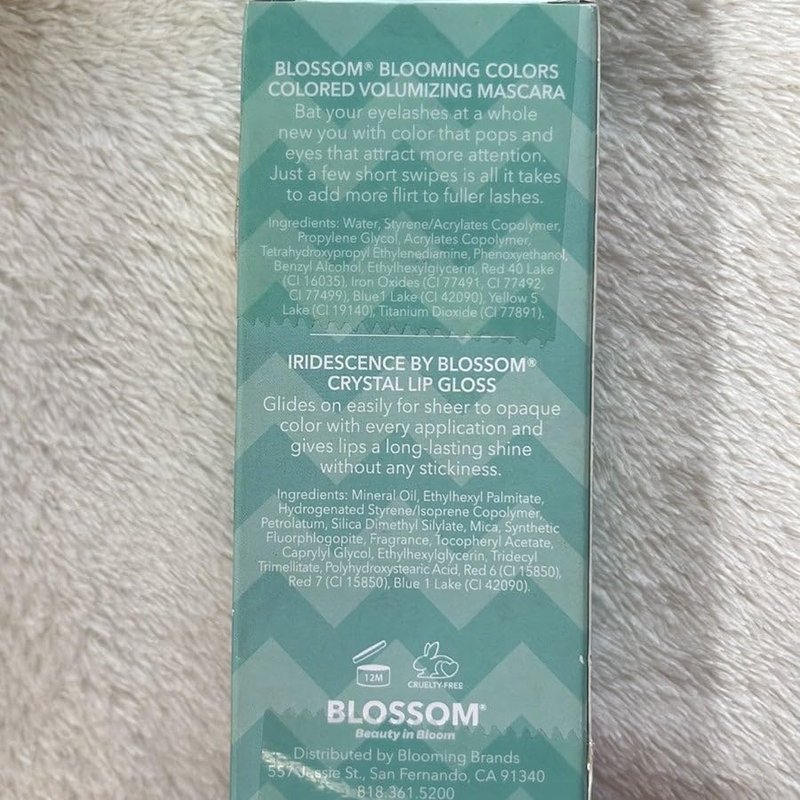 BLOSSOM® BLOOMING COLORS
COLORED VOLUMIZING MASCARA
Bat your eyelashes at a whole
new you with color that pops and
eyes that attract more attention.
Just a few short swipes is all it takes
to add more flirt to fuller lashes.
Ingredients: Water, Styrene/Acrylates Copolymer,
Propylene Glycol, Acrylates Copolymer,
Tetrahydroxypropyl Ethylenediamine, Phenoxyethanol,
Benzyl Alcohol, Ethylhexylglycerin, Red 40 Lake
(CI 16035), Iron Oxides (CI 77491, CI 77492,
CI 77499), Blue1 Lake (CI 42090), Yellow 5
Lake (CI 19140), Titanium Dioxide (CI 77891).
IRIDESCENCE BY BLOSSOM®
CRYSTAL LIP GLOSS
Glides on easily for sheer to opaque
color with every application and
gives lips a long-lasting shine
without any stickiness.
Ingredients: Mineral Oil, Ethylhexyl Palmitate,
Hydrogenated Styrene/Isoprene Copolymer,
Petrolatum, Silica Dimethyl Silylate, Mica, Synthetic
Fluorphlogopite, Fragrance, Tocopheryl Acetate,
Caprylyl Glycol, Ethylhexylglycerin, Tridecyl
Trimellitate, Polyhydroxystearic Acid, Red 6 (CI 15850),
Red 7 (CI 15850), Blue 1 Lake (CI 42090).
12M
CRUELTY-FREE
BLOSSOM®
Beauty in Bloom
Distributed by Blooming Brands
557 Jessie St., San Fernando, CA 91340
818.361.5200